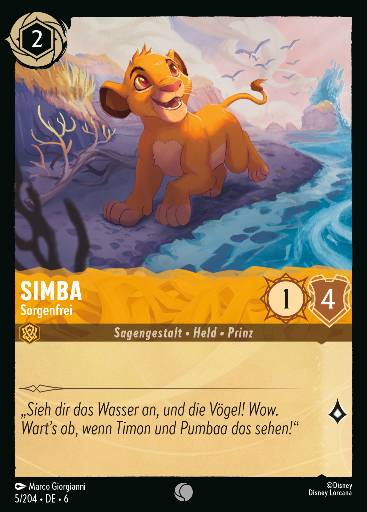 2
SIMBA
Sorgenfrei
1
4
Sagengestalt • Held • Prinz
„Sieh dir das Wasser an, und die Vögel! Wow.
Wart's ab, wenn Timon und Pumbaa das sehen!“
Marco Giorgianni
5/204 • DE • 6
©Disney
Disney Lorcana